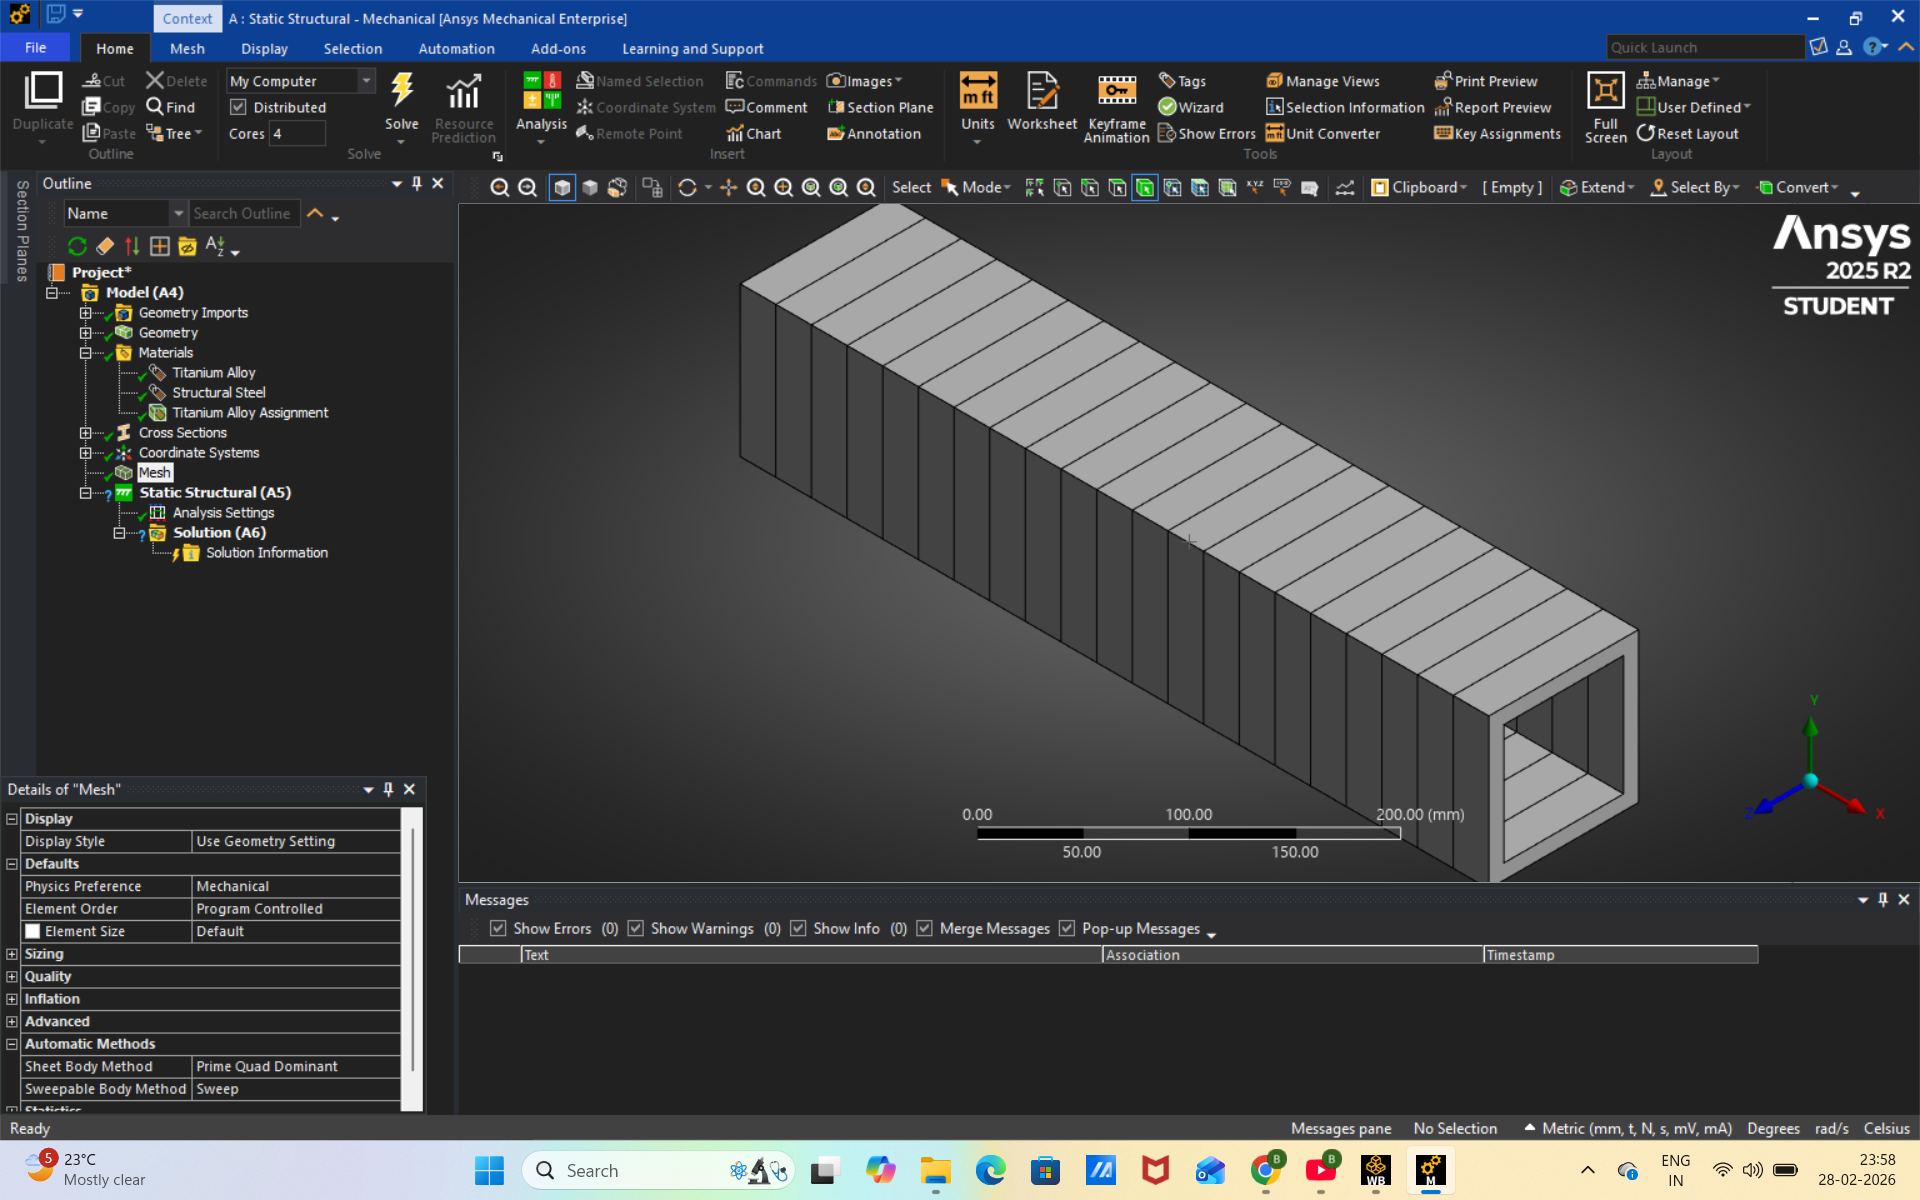 Context A : Static Structural - Mechanical [Ansys Mechanical Enterprise]
File Home Mesh Display Selection Automation Add-ons Learning and Support Quick Launch
Duplicate Cut Copy Paste Delete Find Tree Outline
My Computer Distributed Cores 4 Solve Resource Prediction Solve
Analysis Named Selection Coordinate System Remote Point Commands Comment Chart Images Section Plane Annotation Insert
Units Worksheet Keyframe Animation Tags Wizard Show Errors Manage Views Selection Information Unit Converter Print Preview Report Preview Key Assignments Tools
Full Screen Manage User Defined Reset Layout Layout
Section Planes
Outline
Name Search Outline
Select Mode Clipboard [ Empty ] Extend Select By Convert
Project*
Model (A4)
Geometry Imports
Geometry
Materials
Titanium Alloy
Structural Steel
Titanium Alloy Assignment
Cross Sections
Coordinate Systems
Mesh
Static Structural (A5)
Analysis Settings
Solution (A6)
Solution Information
Ansys
2025 R2
STUDENT
Y
Z X
0.00 100.00 200.00 (mm)
50.00 150.00
Details of "Mesh"
Display
Display Style Use Geometry Setting
Defaults
Physics Preference Mechanical
Element Order Program Controlled
Element Size Default
Sizing
Quality
Inflation
Advanced
Automatic Methods
Sheet Body Method Prime Quad Dominant
Sweepable Body Method Sweep
Statistics
Messages
Show Errors (0) Show Warnings (0) Show Info (0) Merge Messages Pop-up Messages
Text Association Timestamp
Ready Messages pane No Selection Metric (mm, t, N, s, mV, mA) Degrees rad/s Celsius
5 23°C
Mostly clear
Search
B B WB M
ENG
IN
23:58
28-02-2026